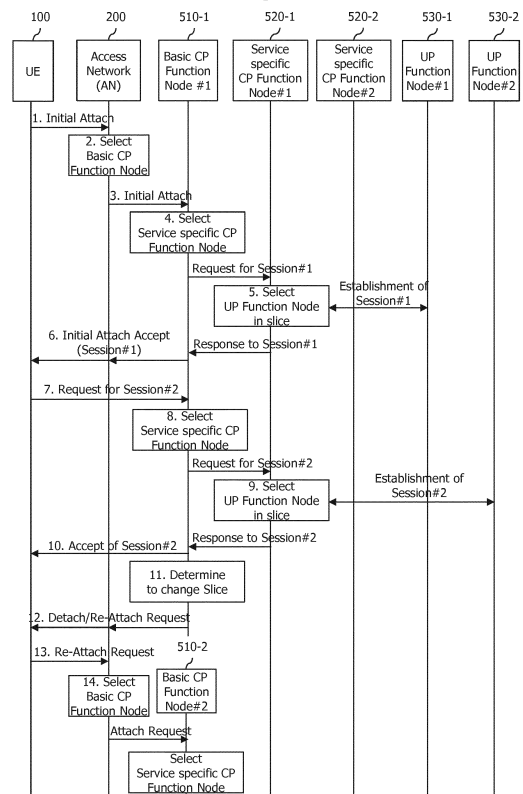 100
200
510-1
520-1
520-2
530-1
530-2
UE
Access
Network
(AN)
Basic CP
Function
Node #1
Service
specific
CP Function
Node#1
Service
specific
CP Function
Node#2
UP
Function
Node#1
UP
Function
Node#2
1. Initial Attach
2. Select
Basic CP
Function Node
3. Initial Attach
4. Select
Service specific CP
Function Node
Request for Session#1
5. Select
UP Function Node
in slice
Establishment of
Session#1
6. Initial Attach Accept
(Session#1)
Response to Session#1
7. Request for Session#2
8. Select
Service specific CP
Function Node
Request for Session#2
9. Select
UP Function Node
in slice
Establishment of
Session#2
Response to Session#2
10. Accept of Session#2
11. Determine
to change Slice
12. Detach/Re-Attach Request
13. Re-Attach Request
510-2
14. Select
Basic CP
Function Node
Basic CP
Function
Node#2
Attach Request
Select
Service specific CP
Function Node